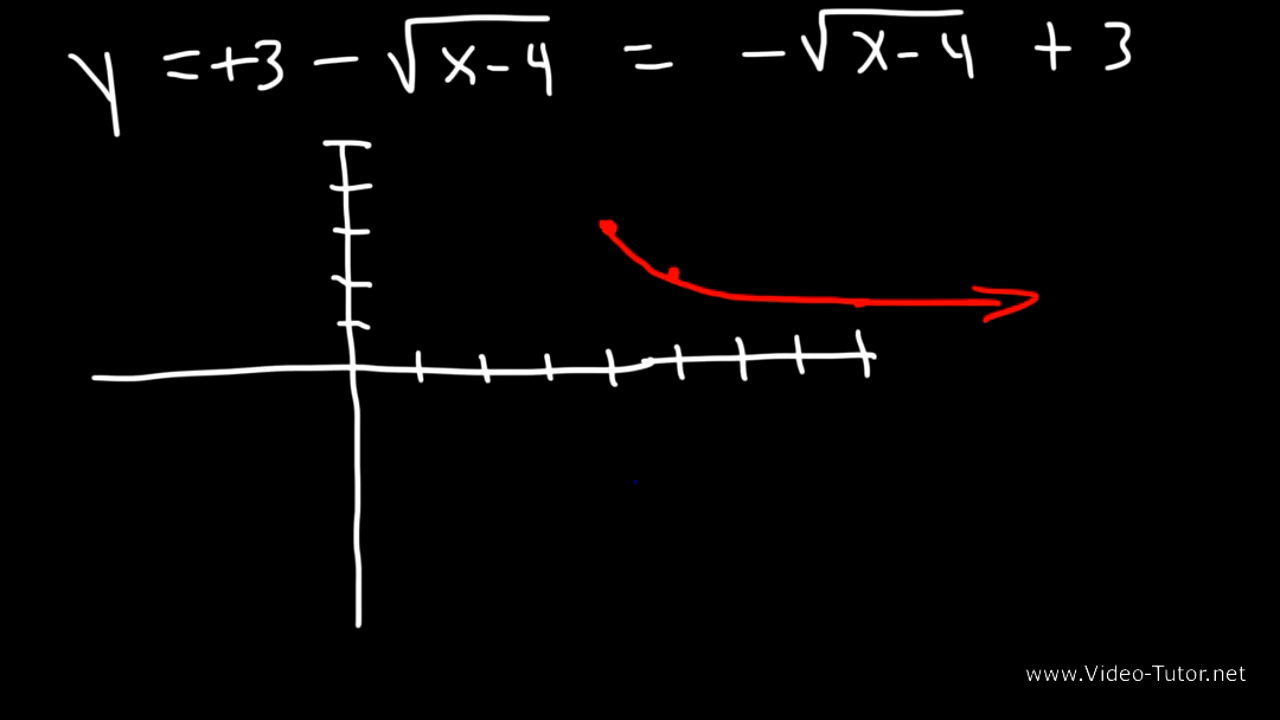 y = +3 - √x-4 = -√x-4 + 3
www.Video-Tutor.net